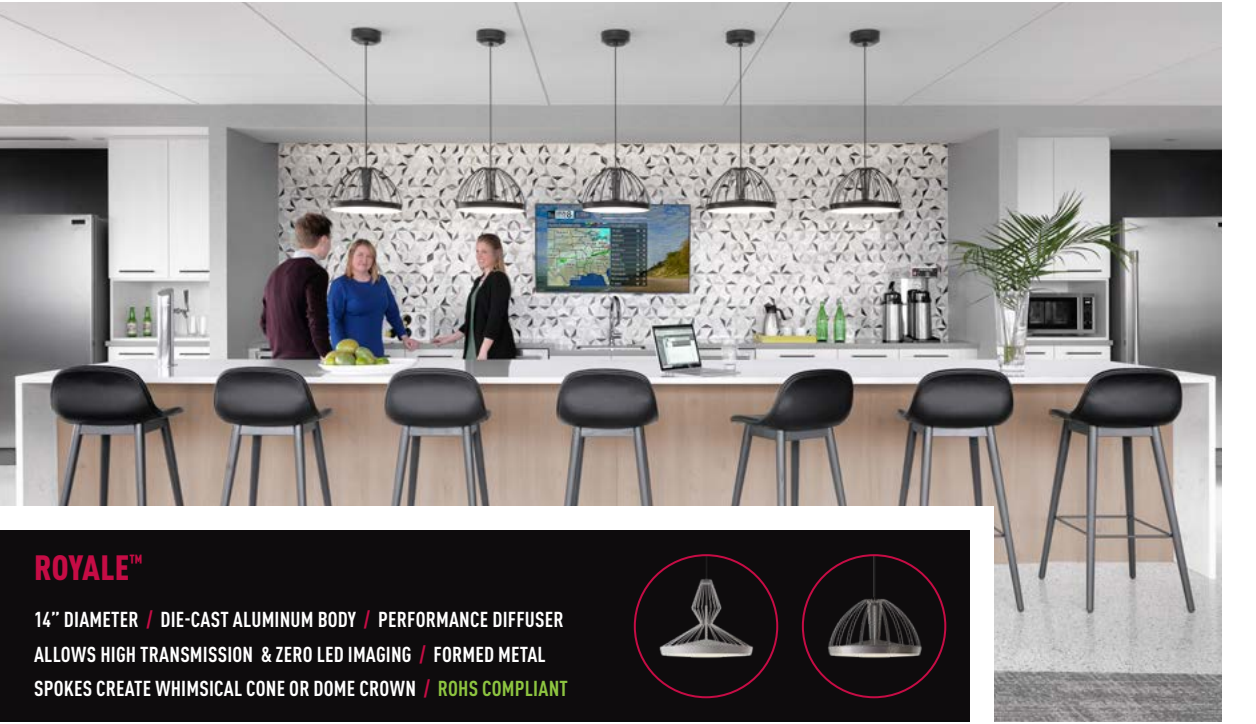 ROYALE™
14” DIAMETER / DIE-CAST ALUMINUM BODY / PERFORMANCE DIFFUSER
ALLOWS HIGH TRANSMISSION & ZERO LED IMAGING / FORMED METAL
SPOKES CREATE WHIMSICAL CONE OR DOME CROWN / ROHS COMPLIANT